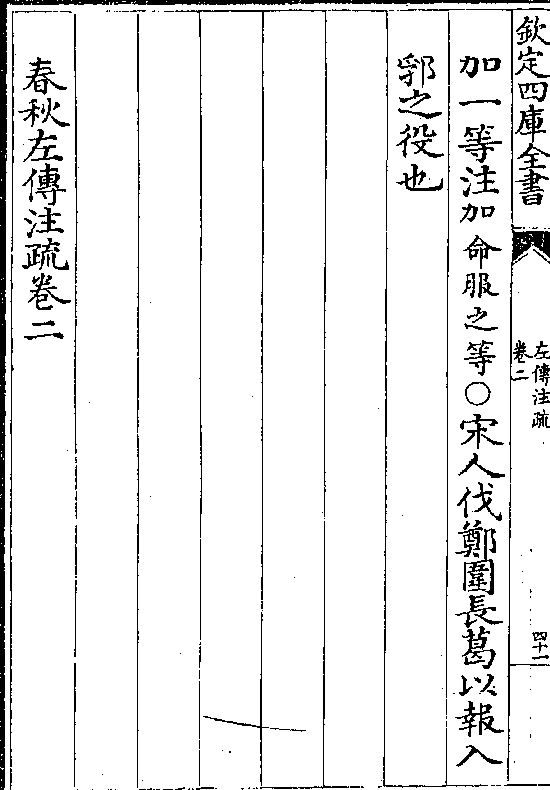 欽定四庫全書
左傳注疏
卷二
四十一
加一等注加命服之等○宋人伐鄭圍長葛以報入
郛之役也
春秋左傳注疏卷二